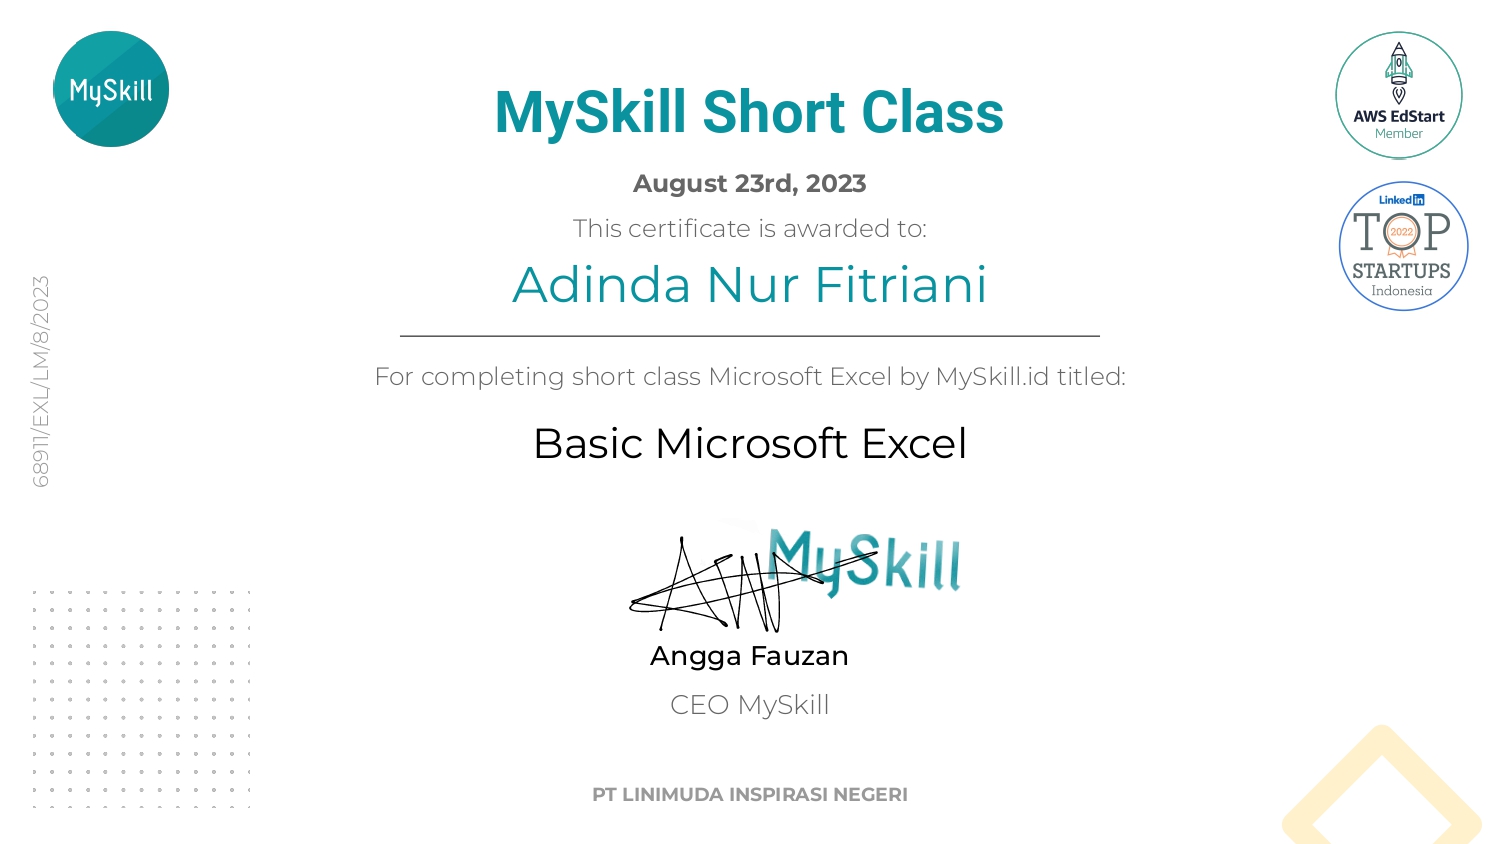 MySkill
MySkill Short Class
AWS EdStart
Member
August 23rd, 2023
LinkedIn
TOP
2022
STARTUPS
Indonesia
This certificate is awarded to:
Adinda Nur Fitriani
68911/EXL/LM/8/2023
For completing short class Microsoft Excel by MySkill.id titled:
Basic Microsoft Excel
MySkill
Angga Fauzan
CEO MySkill
PT LINIMUDA INSPIRASI NEGERI